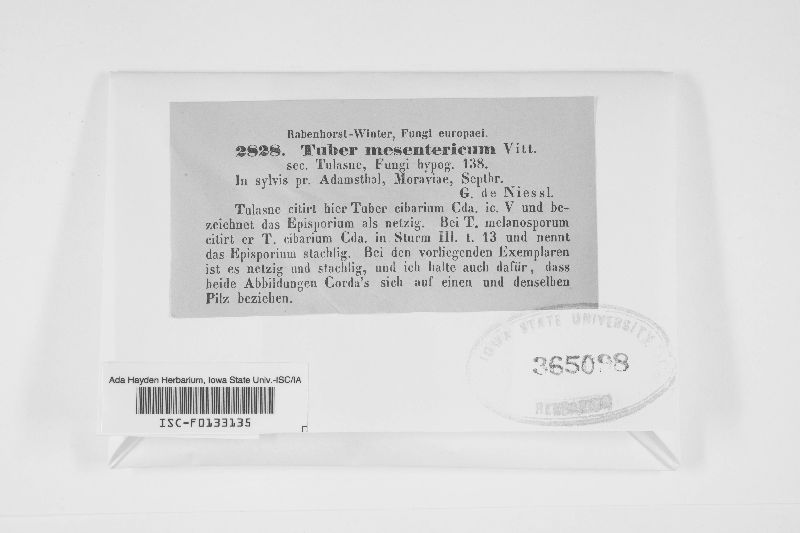 Rabenhorst-Winter, Fungi europaei.
2828. Tuber mesentericum Vitt.
sec. Tulasne, Fungi hypog. 138.
In sylvis pr. Adamsthal, Moraviae, Septbr.
G. de Niessl.
Tulasne citirt hier Tuber cibarium Cda. ic. V und be-
zeichnet das Episporium als netzig. Bei T. melanosporum
citirt er T. cibarium Cda. in Sturm III. t. 13 und nennt
das Episporium stachlig. Bei den vorliegenden Exemplaren
ist es netzig und stachlig, und ich halte auch dafür, dass
beide Abbildungen Corda's sich auf einen und denselben
Pilz beziehen.
IOWA STATE UNIVERSITY
365098
HERBARIUM
Ada Hayden Herbarium, Iowa State Univ.-ISC/IA
ISC-F0133135